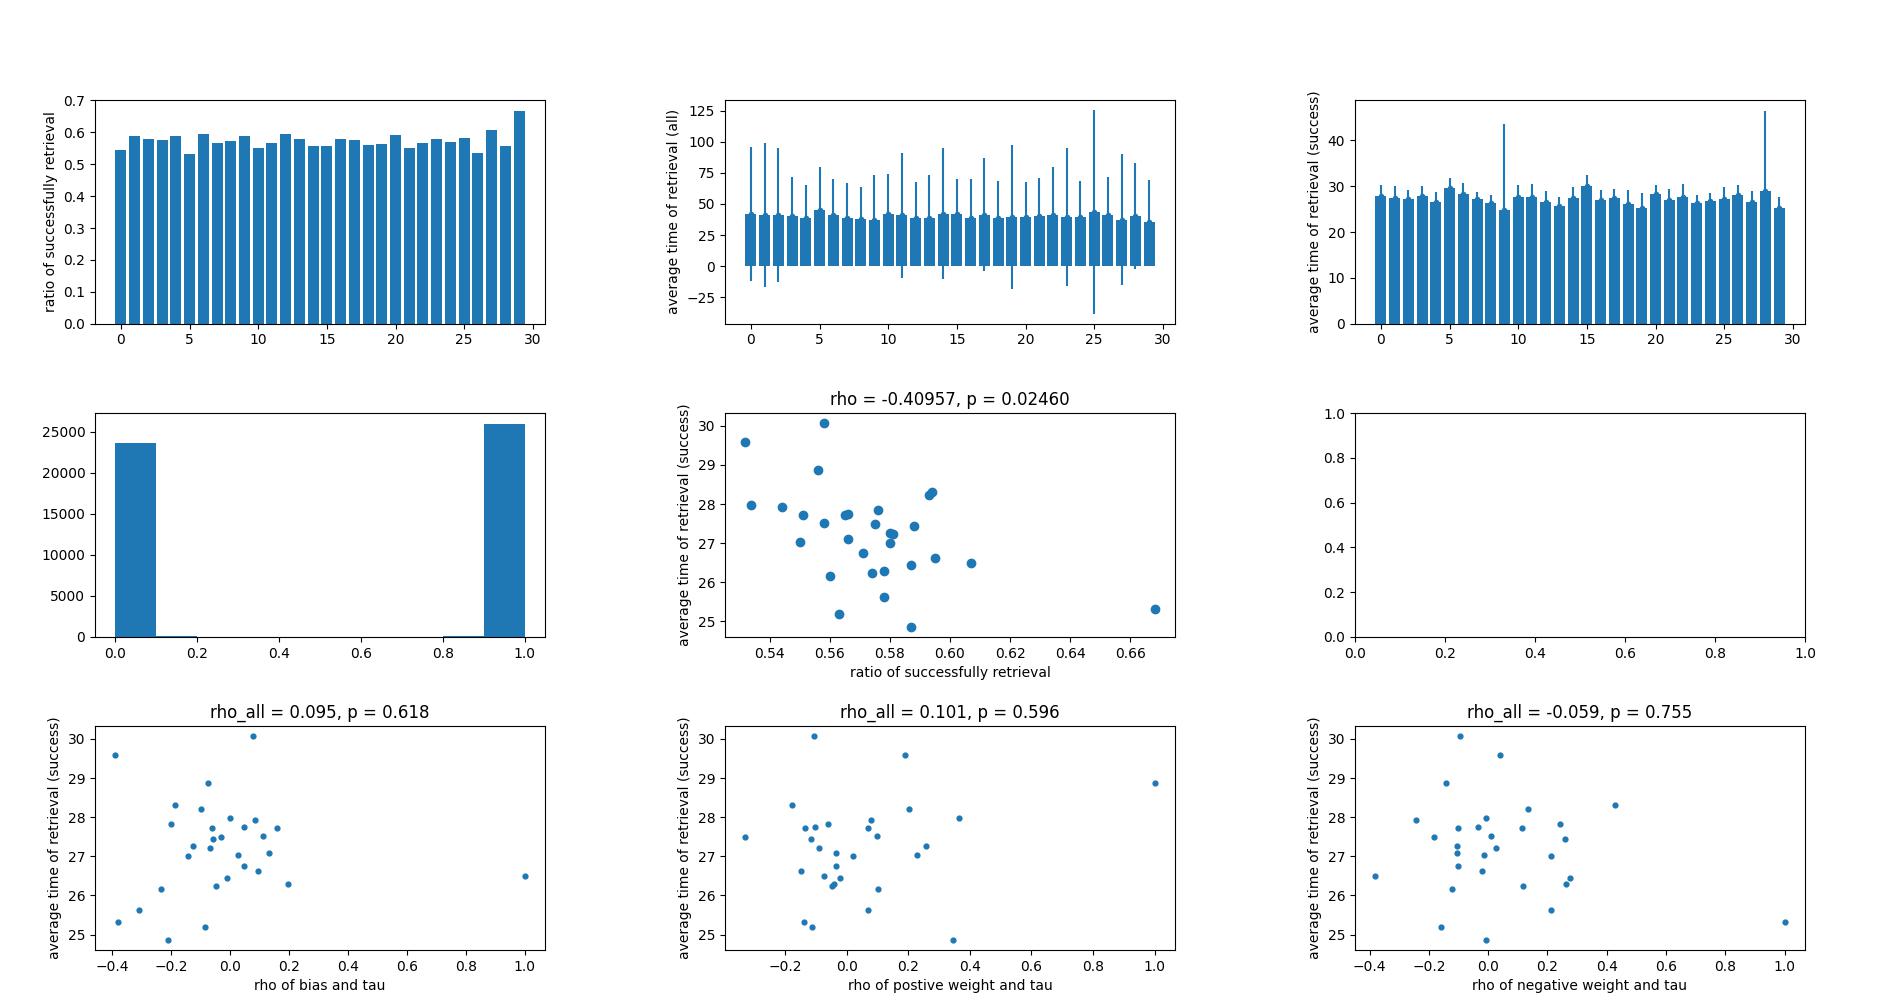 ratio of successfully retrieval
0.7
0.6
0.5
0.4
0.3
0.2
0.1
0.0
0 5 10 15 20 25 30
average time of retrieval (all)
125
100
75
50
25
0
−25
0 5 10 15 20 25 30
average time of retrieval (success)
40
30
20
10
0
0 5 10 15 20 25 30
25000
20000
15000
10000
5000
0
0.0 0.2 0.4 0.6 0.8 1.0
rho = -0.40957, p = 0.02460
average time of retrieval (success)
30
29
28
27
26
25
0.54 0.56 0.58 0.60 0.62 0.64 0.66
ratio of successfully retrieval
1.0
0.8
0.6
0.4
0.2
0.0
0.0 0.2 0.4 0.6 0.8 1.0
rho_all = 0.095, p = 0.618
average time of retrieval (success)
30
29
28
27
26
25
−0.4 −0.2 0.0 0.2 0.4 0.6 0.8 1.0
rho of bias and tau
rho_all = 0.101, p = 0.596
average time of retrieval (success)
30
29
28
27
26
25
−0.2 0.0 0.2 0.4 0.6 0.8 1.0
rho of postive weight and tau
rho_all = -0.059, p = 0.755
average time of retrieval (success)
30
29
28
27
26
25
−0.4 −0.2 0.0 0.2 0.4 0.6 0.8 1.0
rho of negative weight and tau